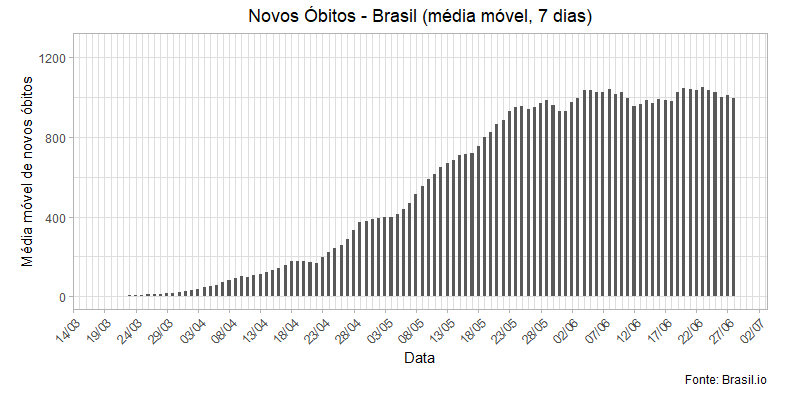 Novos Óbitos - Brasil (média móvel, 7 dias)
Média móvel de novos óbitos
1200
800
400
0
14/03 19/03 24/03 29/03 03/04 08/04 13/04 18/04 23/04 28/04 03/05 08/05 13/05 18/05 23/05 28/05 02/06 07/06 12/06 17/06 22/06 27/06 02/07
Data
Fonte: Brasil.io